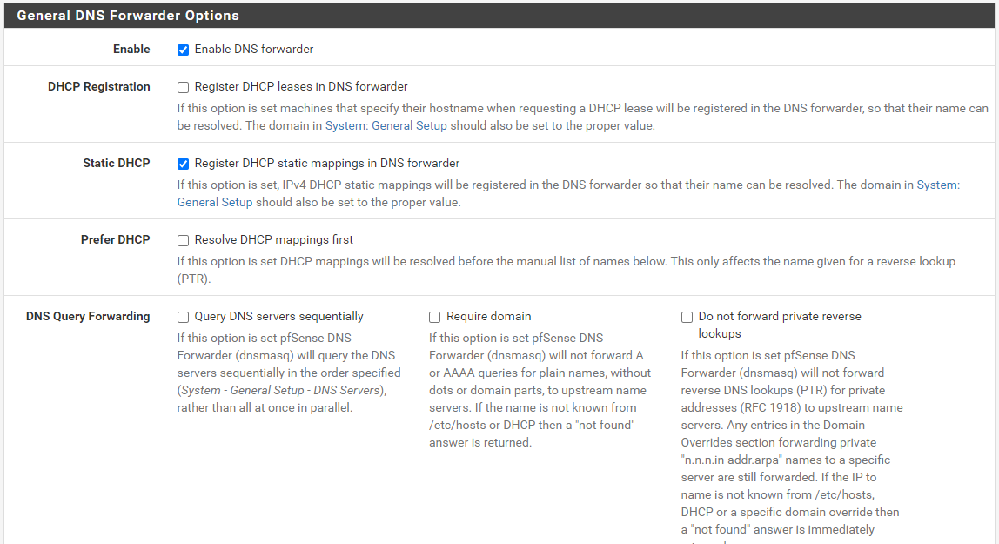 General DNS Forwarder Options
Enable
Enable DNS forwarder
DHCP Registration
Register DHCP leases in DNS forwarder
If this option is set machines that specify their hostname when requesting a DHCP lease will be registered in the DNS forwarder, so that their name can
be resolved. The domain in System: General Setup should also be set to the proper value.
Static DHCP
Register DHCP static mappings in DNS forwarder
If this option is set, IPv4 DHCP static mappings will be registered in the DNS forwarder so that their name can be resolved. The domain in System:
General Setup should also be set to the proper value.
Prefer DHCP
Resolve DHCP mappings first
If this option is set DHCP mappings will be resolved before the manual list of names below. This only affects the name given for a reverse lookup
(PTR).
DNS Query Forwarding
Query DNS servers sequentially
If this option is set pfSense DNS
Forwarder (dnsmasq) will query the DNS
servers sequentially in the order specified
(System - General Setup - DNS Servers),
rather than all at once in parallel.
Require domain
If this option is set pfSense DNS
Forwarder (dnsmasq) will not forward A
or AAAA queries for plain names, without
dots or domain parts, to upstream name
servers. If the name is not known from
/etc/hosts or DHCP then a "not found"
answer is returned.
Do not forward private reverse
lookups
If this option is set pfSense DNS
Forwarder (dnsmasq) will not forward
reverse DNS lookups (PTR) for private
addresses (RFC 1918) to upstream name
servers. Any entries in the Domain
Overrides section forwarding private
"n.n.n.in-addr.arpa" names to a specific
server are still forwarded. If the IP to
name is not known from /etc/hosts,
DHCP or a specific domain override then
a "not found" answer is immediately